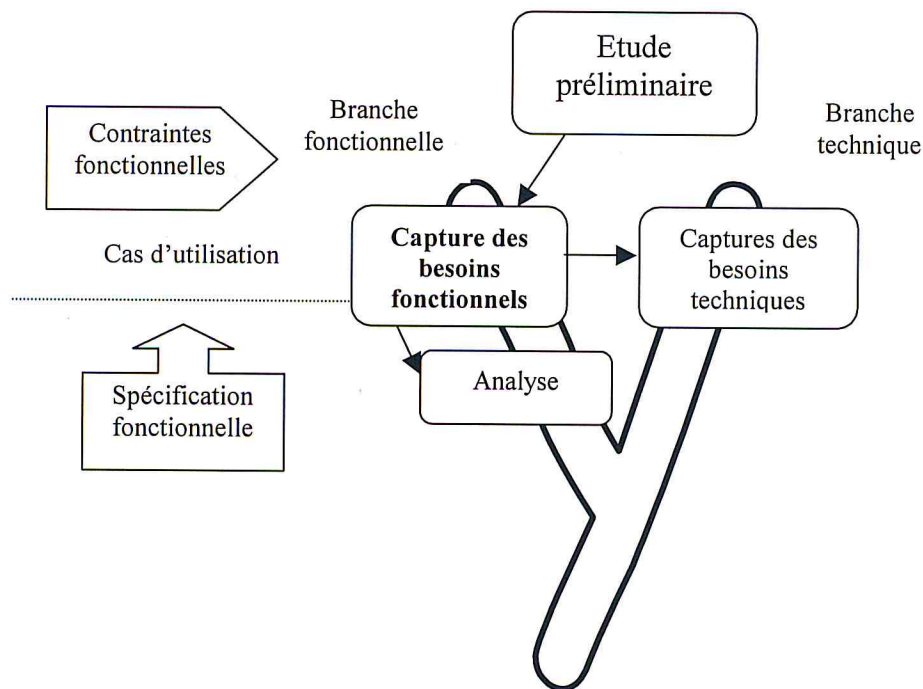 Etude
préliminaire
Branche
fonctionnelle
Branche
technique
Contraintes
fonctionnelles
Cas d'utilisation
Capture des
besoins
fonctionnels
Captures des
besoins
techniques
Analyse
Spécification
fonctionnelle